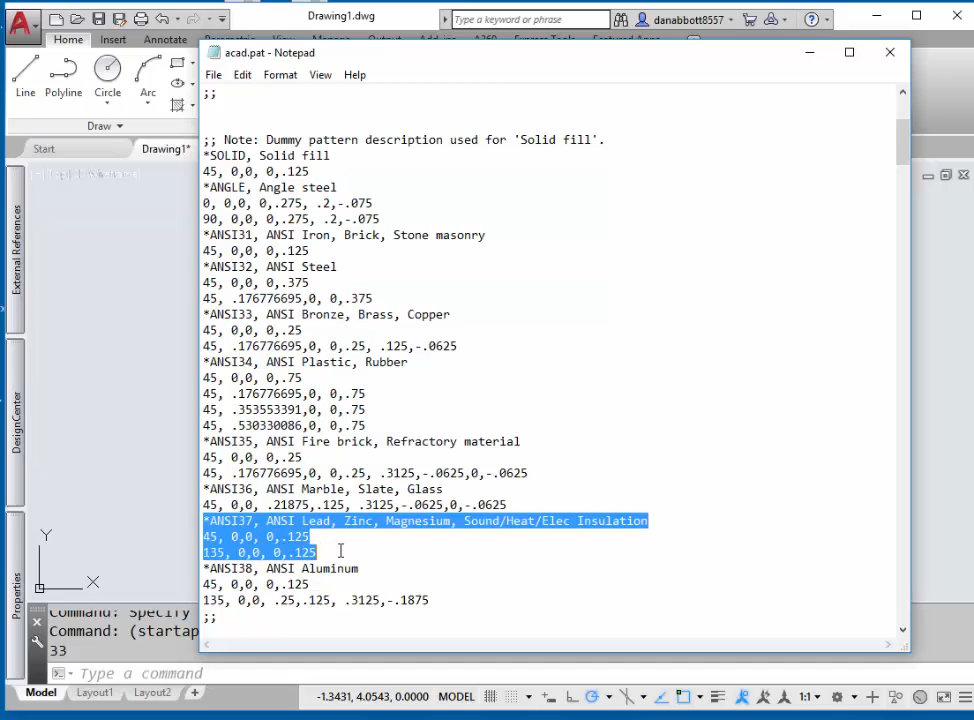 Drawing1.dwg
Type a keyword or phrase
danabbott8557
Home Insert Annotate
Line Polyline Circle Arc
Draw
Start Drawing1*
External References
DesignCenter
Properties
acad.pat - Notepad
File Edit Format View Help
;;
;; Note: Dummy pattern description used for 'Solid fill'.
*SOLID, Solid fill
45, 0,0, 0,.125
*ANGLE, Angle steel
0, 0,0, 0,.275, .2,-.075
90, 0,0, 0,.275, .2,-.075
*ANSI31, ANSI Iron, Brick, Stone masonry
45, 0,0, 0,.125
*ANSI32, ANSI Steel
45, 0,0, 0,.375
45, .176776695,0, 0,.375
*ANSI33, ANSI Bronze, Brass, Copper
45, 0,0, 0,.25
45, .176776695,0, 0,.25, .125,-.0625
*ANSI34, ANSI Plastic, Rubber
45, 0,0, 0,.75
45, .176776695,0, 0,.75
45, .353553391,0, 0,.75
45, .530330086,0, 0,.75
*ANSI35, ANSI Fire brick, Refractory material
45, 0,0, 0,.25
45, .176776695,0, 0,.25, .3125,-.0625,0,-.0625
*ANSI36, ANSI Marble, Slate, Glass
45, 0,0, .21875,.125, .3125,-.0625,0,-.0625
*ANSI37, ANSI Lead, Zinc, Magnesium, Sound/Heat/Elec Insulation
45, 0,0, 0,.125
135, 0,0, 0,.125
*ANSI38, ANSI Aluminum
45, 0,0, 0,.125
135, 0,0, .25,.125, .3125,-.1875
;;
Y
X
Command: Specify
Command: (startap
33
Type a command
Model Layout1 Layout2 +
-1.3431, 4.0543, 0.0000 MODEL 1:1